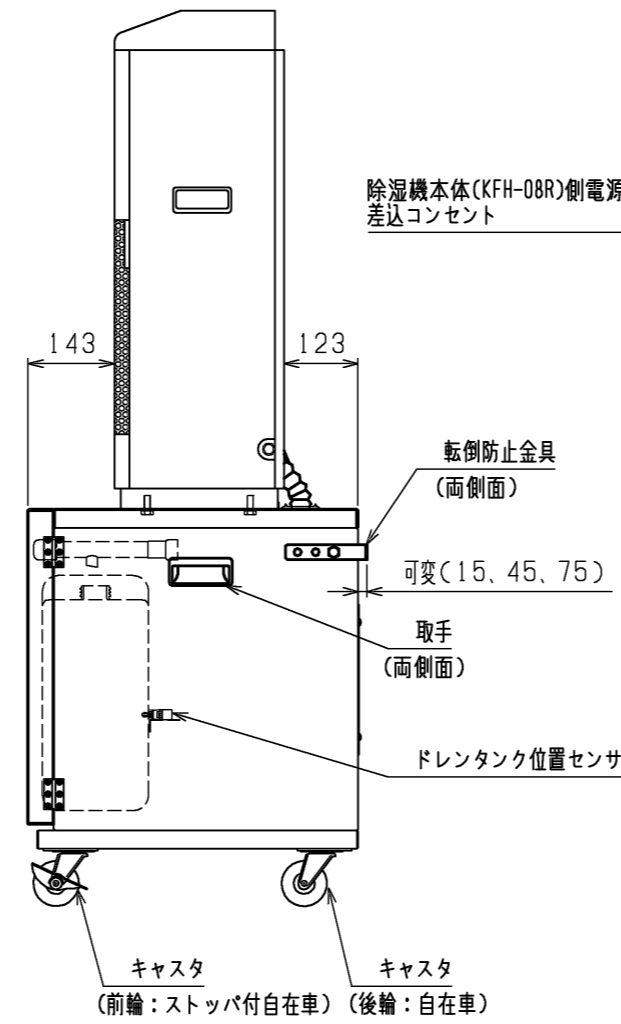 除湿機本体(KFH-08R)側電源
差込コンセント
143
123
転倒防止金具
(両側面)
可変(15、45、75)
取手
(両側面)
ドレンタンク位置センサ
キャスタ
(前輪：ストッパ付自在車)
キャスタ
(後輪：自在車)